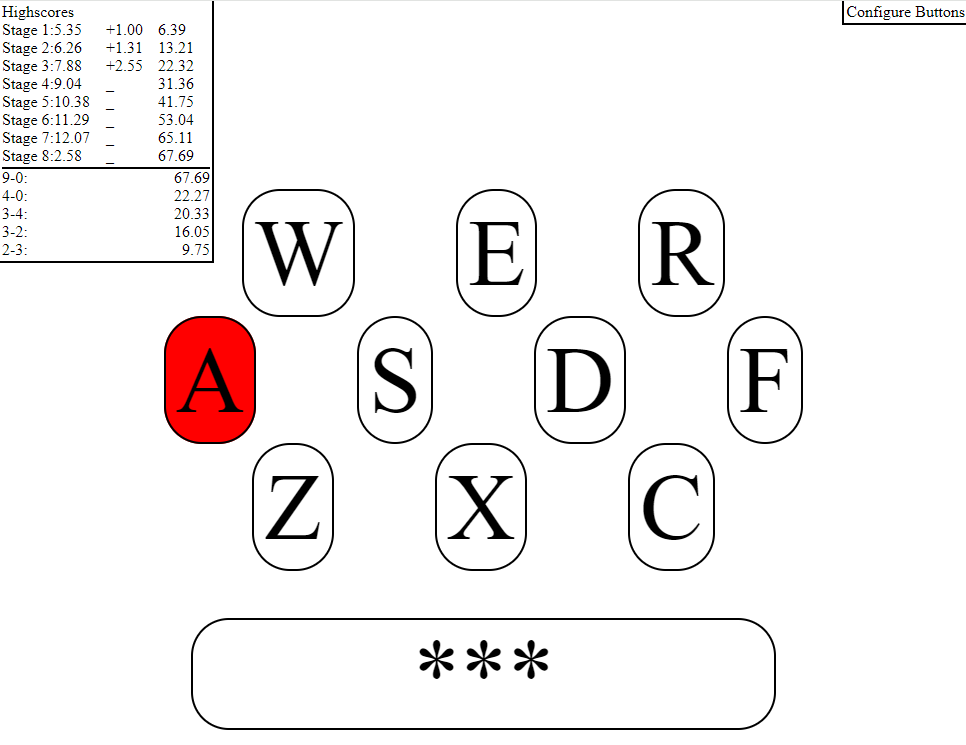 Highscores
Stage 1:5.35 +1.00 6.39
Stage 2:6.26 +1.31 13.21
Stage 3:7.88 +2.55 22.32
Stage 4:9.04 _ 31.36
Stage 5:10.38 _ 41.75
Stage 6:11.29 _ 53.04
Stage 7:12.07 _ 65.11
Stage 8:2.58 _ 67.69
9-0: 67.69
4-0: 22.27
3-4: 20.33
3-2: 16.05
2-3: 9.75
Configure Buttons
W E R
A S D F
Z X C
***